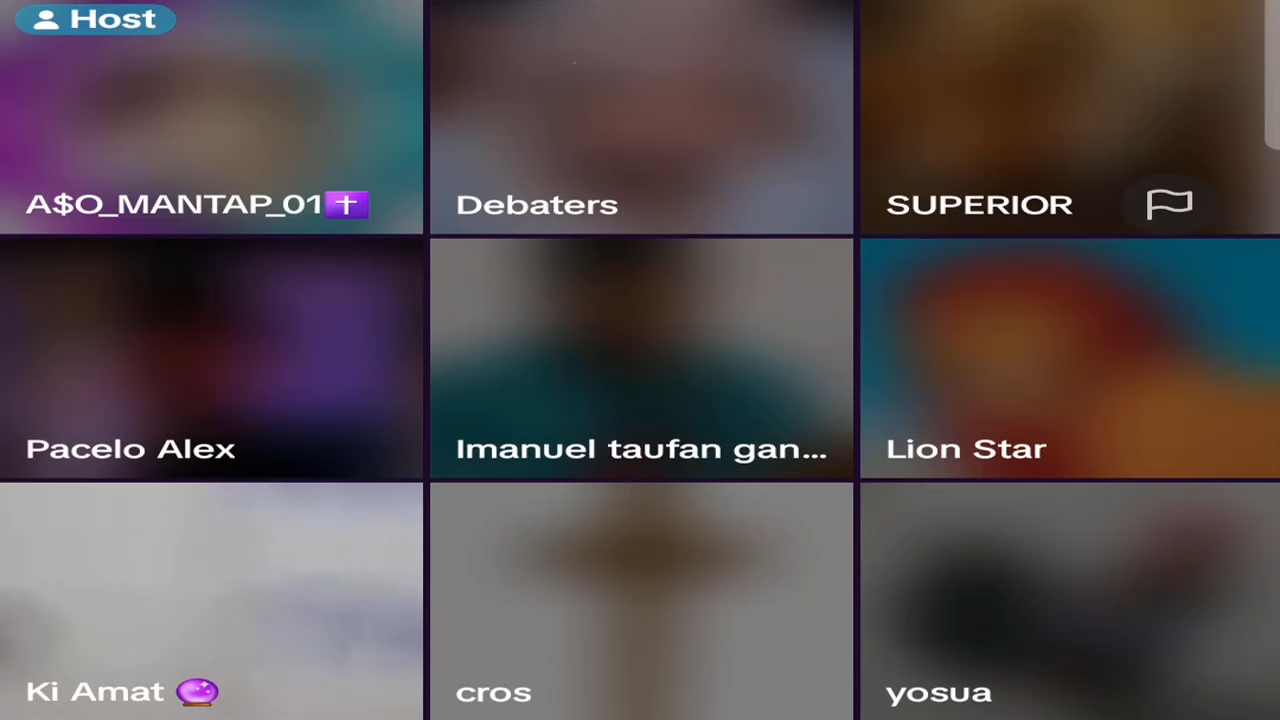 Host
A$O_MANTAP_01✝️
Debaters
SUPERIOR
Pacelo Alex
Imanuel taufan gan...
Lion Star
Ki Amat 🔮
cros
yosua